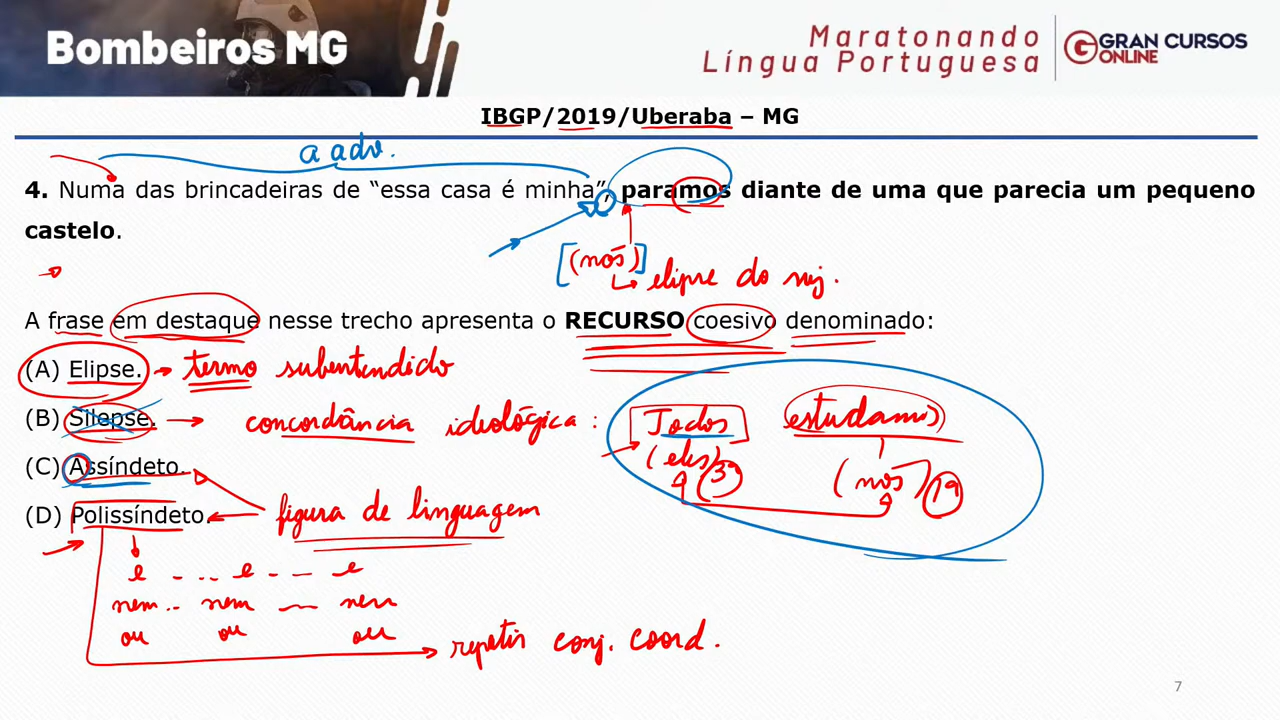 Bombeiros MG
Maratonando
Língua Portuguesa
GRAN CURSOS
ONLINE
IBGP/2019/Uberaba – MG
a adv.
4. Numa das brincadeiras de “essa casa é minha”, paramos diante de uma que parecia um pequeno
castelo.
[(nós)]
elipse do suj.
A frase em destaque nesse trecho apresenta o RECURSO coesivo denominado:
(A) Elipse. → termo subentendido
(B) Silepse. → concordância ideológica: Todos estudamos
(eles) 3ª (nós) 1ª
(C) Assíndeto.
(D) Polissíndeto. figura de linguagem
e - .. e - — e
nem .. nem — nem
ou ou ou
repetir conj. coord.
7